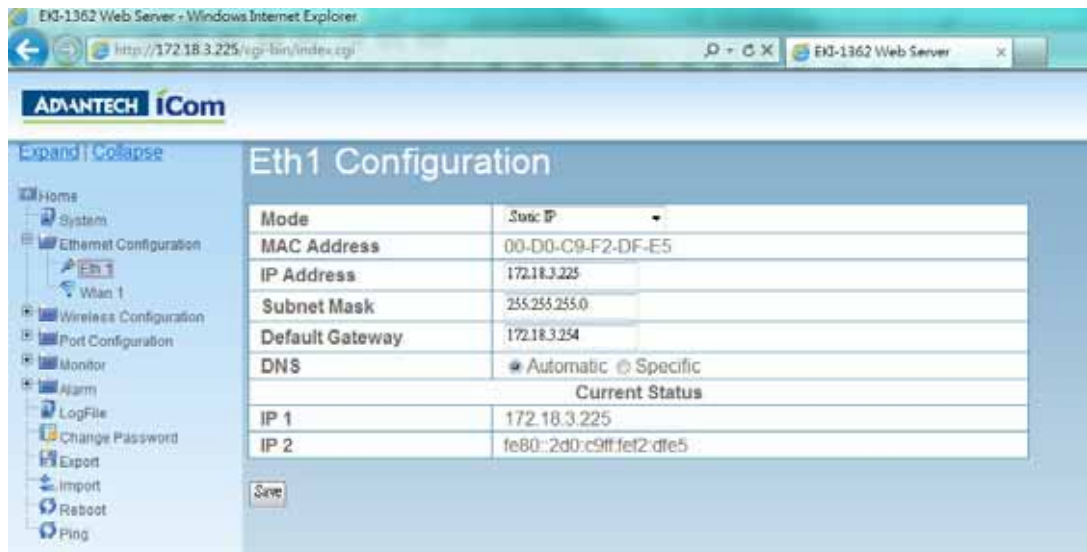 EKI-1362 Web Server - Windows Internet Explorer
http://172.18.3.225/cgi-bin/index.cgi
EKI-1362 Web Server
ADVANTECH iCom
Expand | Collapse
Home
System
Ethernet Configuration
Eth 1
Wlan 1
Wireless Configuration
Port Configuration
Monitor
Alarm
LogFile
Change Password
Export
Import
Reboot
Ping
Eth1 Configuration
Mode Static IP
MAC Address 00-D0-C9-F2-DF-E5
IP Address 172.18.3.225
Subnet Mask 255.255.255.0
Default Gateway 172.18.3.254
DNS Automatic Specific
Current Status
IP 1 172.18.3.225
IP 2 fe80::2d0:c9ff:fef2:dfe5
Save